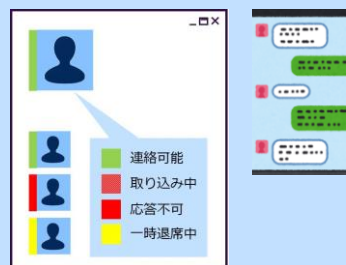 連絡可能
取り込み中
応答不可
一時退席中